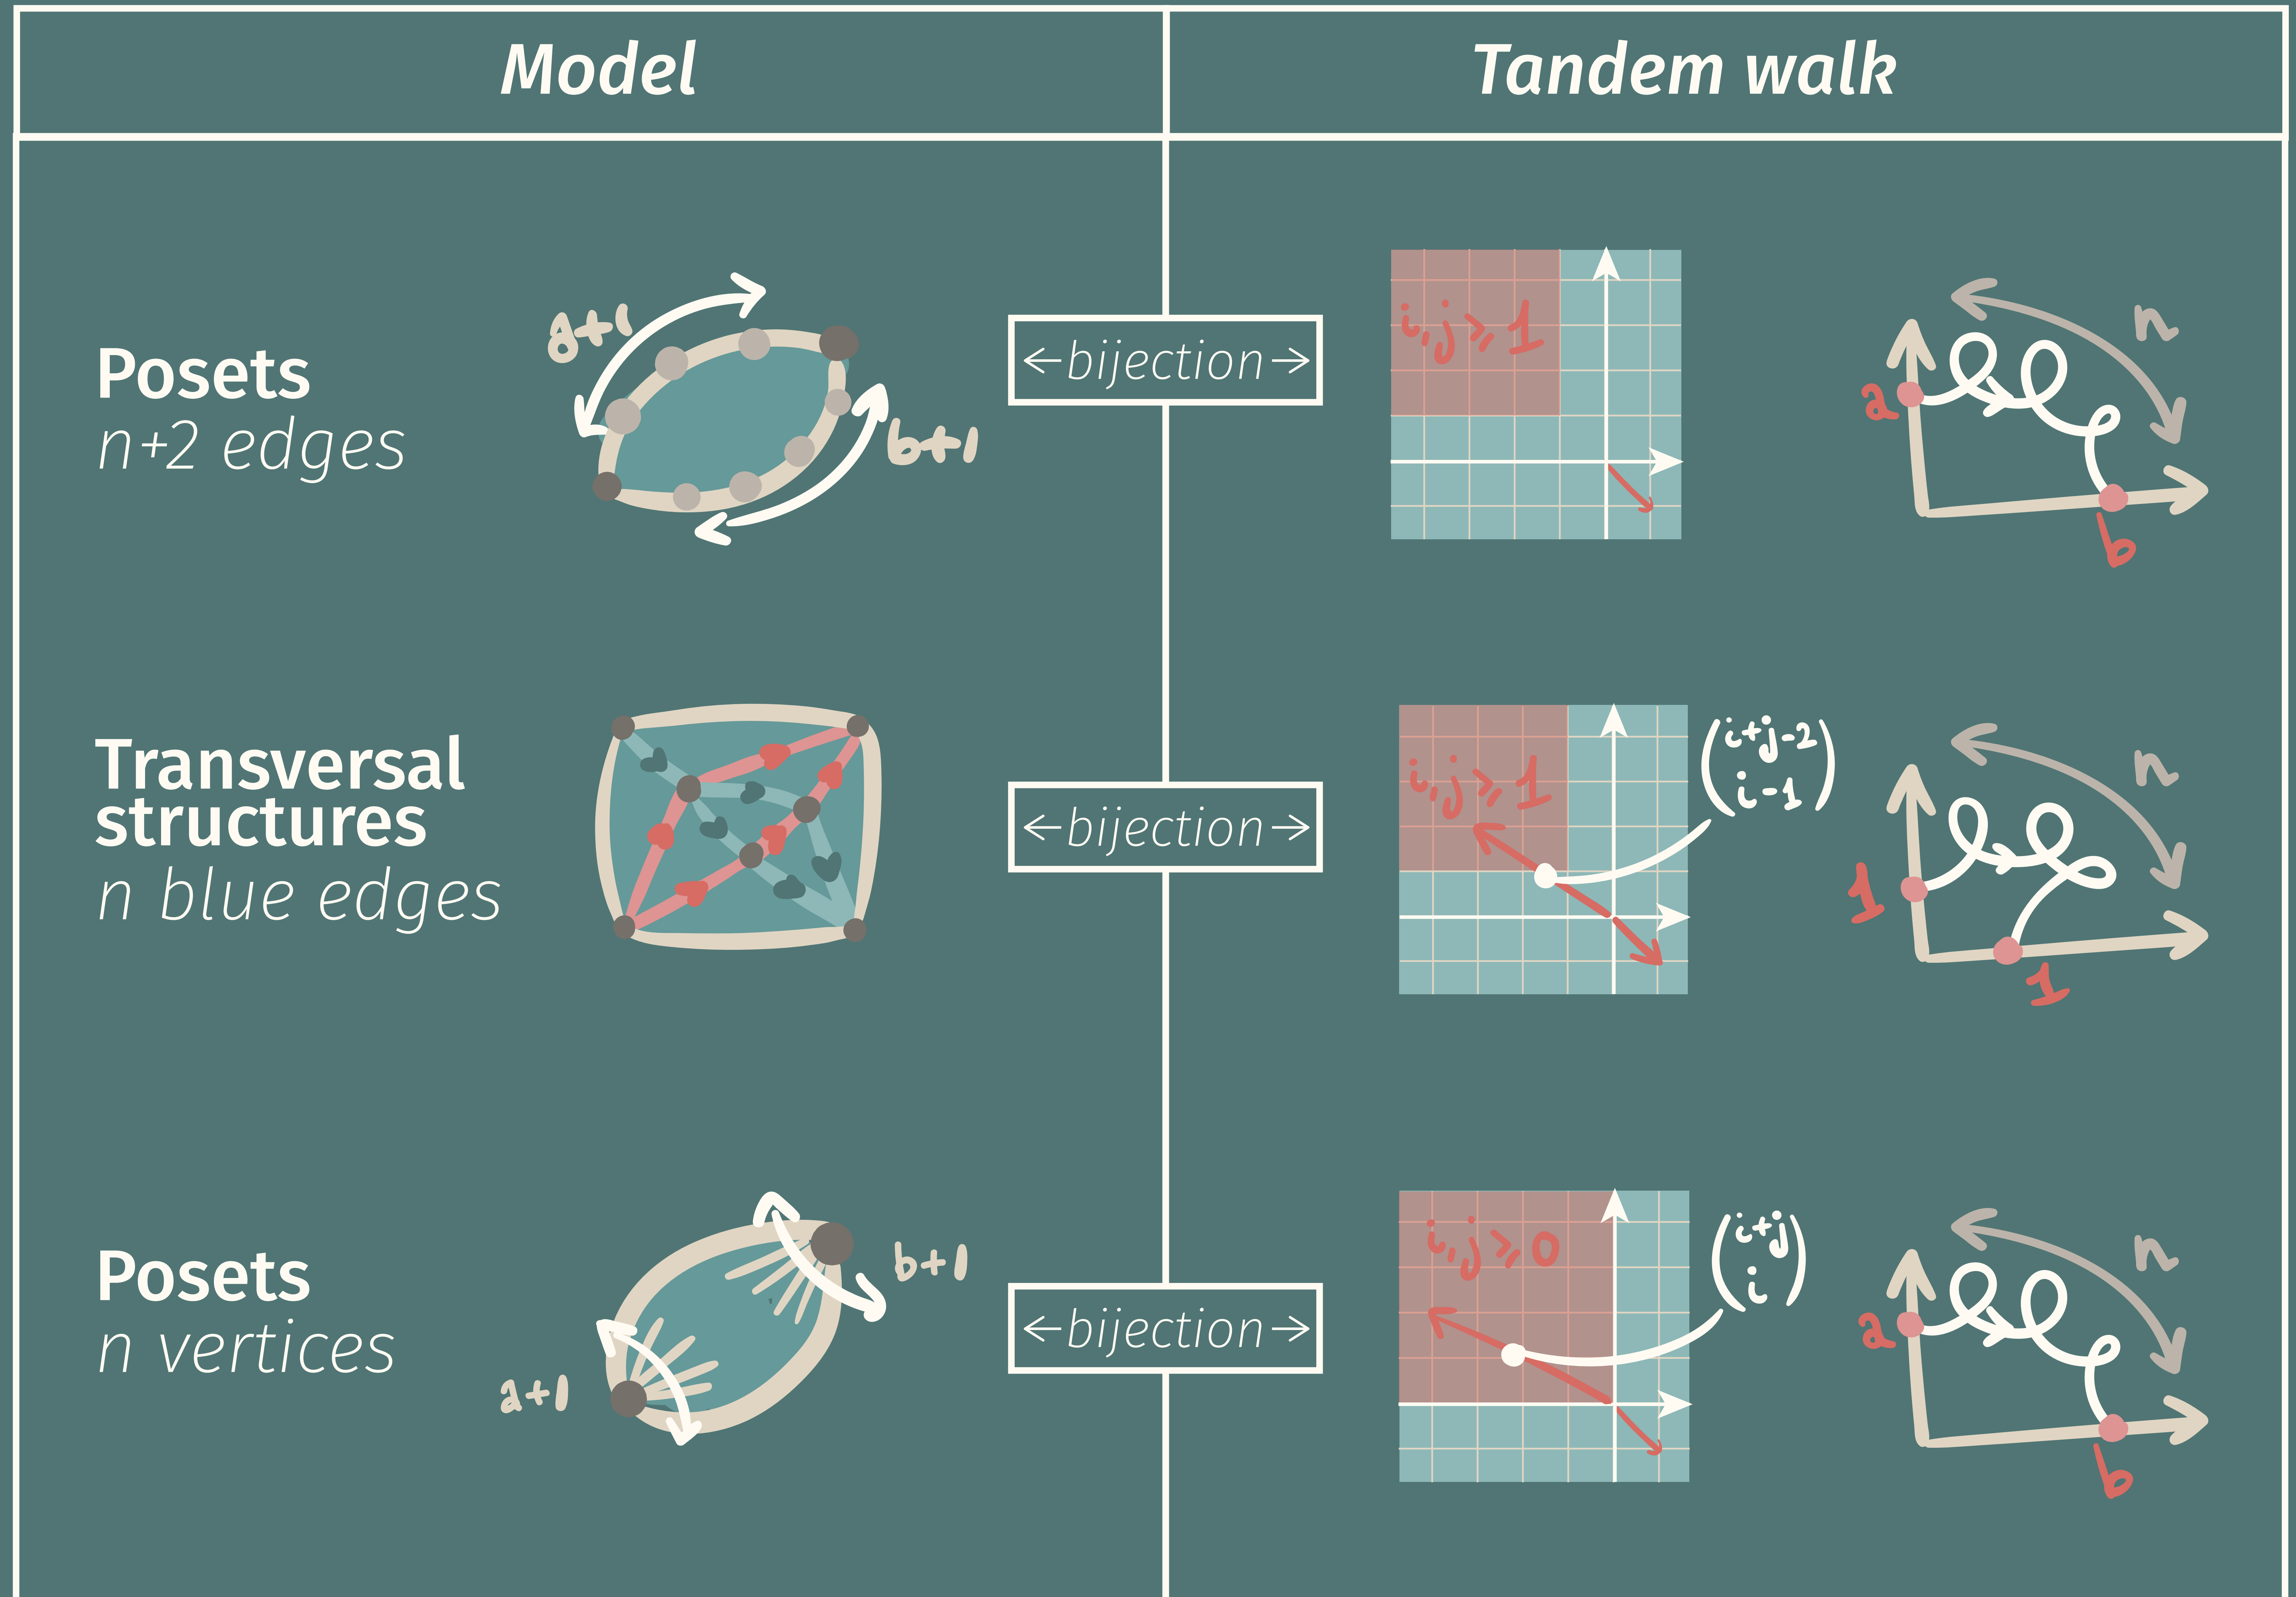 Model
Tandem walk
Posets
n+2 edges
a+1
b+1
←bijection→
i,j ⩾ 1
a
n
b
Transversal
structures
n blue edges
←bijection→
i,j ⩾ 1
(i+j-2
i-1)
1
n
1
Posets
n vertices
a+1
b+1
←bijection→
i,j ⩾ 0
(i+j
i)
a
n
b